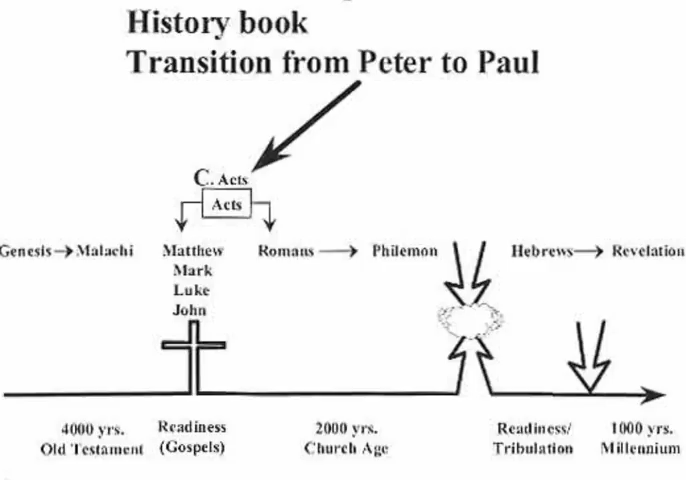 History book
Transition from Peter to Paul
C. Acts
Acts
Genesis Malachi Matthew Romans Philemon Hebrews Revelation
Mark
Luke
John
4000 yrs. Readiness 2000 yrs. Readiness/ 1000 yrs.
Old Testament (Gospels) Church Age Tribulation Millennium